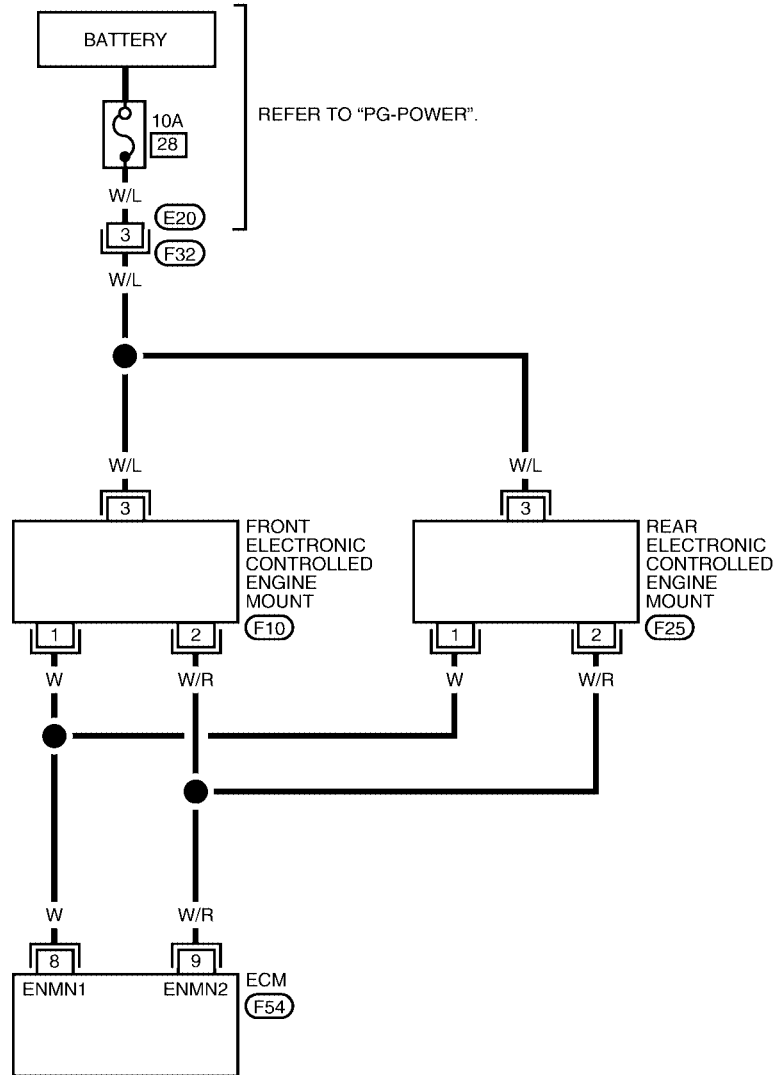 BATTERY
REFER TO “PG-POWER”.
10A
28
W/L
E20
3
F32
W/L
W/L
W/L
3
3
FRONT
ELECTRONIC
CONTROLLED
ENGINE
MOUNT
F10
REAR
ELECTRONIC
CONTROLLED
ENGINE
MOUNT
F25
1
2
1
2
W
W/R
W
W/R
W
W/R
8
9
ENMN1
ENMN2
ECM
F54